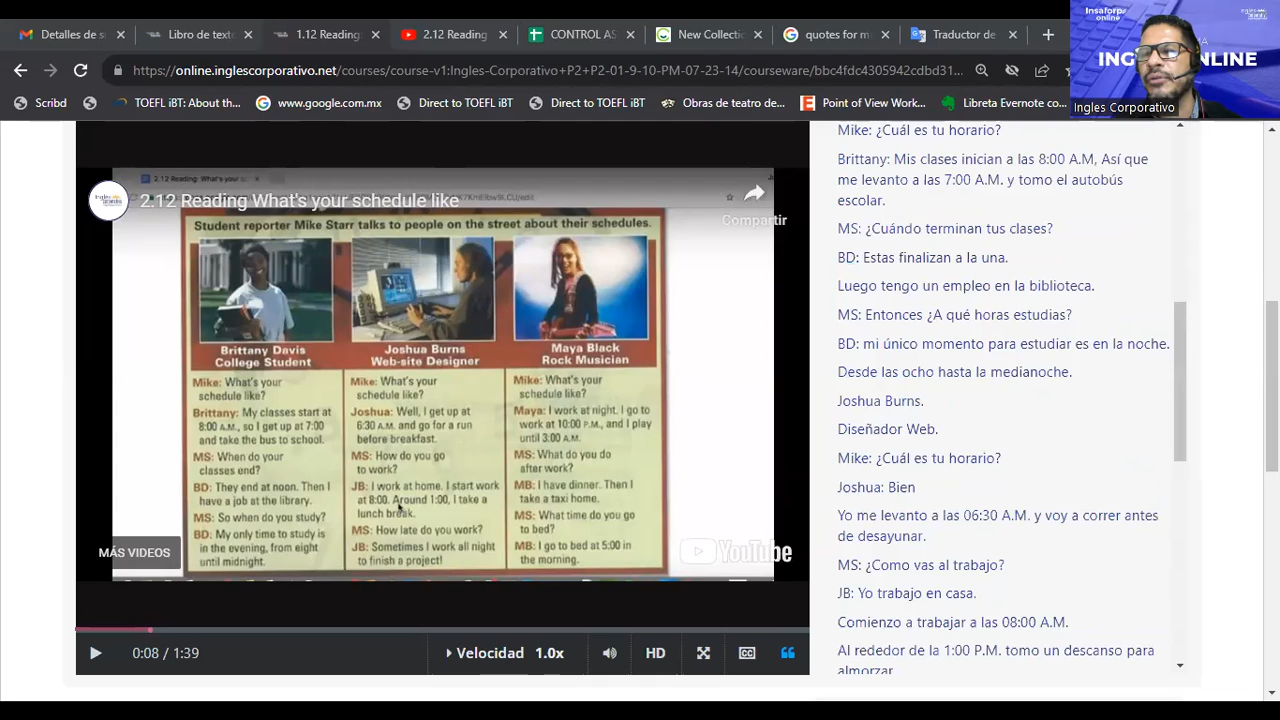 Detalles de s
Libro de text
1.12 Reading
2.12 Reading
CONTROL AS
New Collectio
quotes for m
Traductor de
https://online.inglescorporativo.net/courses/course-v1:Ingles-Corporativo+P2+P2-01-9-10-PM-07-23-14/courseware/bbc4fdc4305942cdbd31...
Scribd
TOEFL iBT: About th...
www.google.com.mx
Direct to TOEFL iBT
Direct to TOEFL iBT
Obras de teatro de...
Point of View Work...
Libreta Evernote co...
Insaforp
online
INGL
NLINE
Ingles Corporativo
2.12 Reading: What's your
2.12 Reading What's your schedule like
Compartir
Student reporter Mike Starr talks to people on the street about their schedules.
Brittany Davis
College Student
Mike: What's your
schedule like?
Brittany: My classes start at
8:00 A.M., so I get up at 7:00
and take the bus to school.
MS: When do your
classes end?
BD: They end at noon. Then I
have a job at the library.
MS: So when do you study?
BD: My only time to study is
in the evening, from eight
until midnight.
Joshua Burns
Web-site Designer
Mike: What's your
schedule like?
Joshua: Well, I get up at
6:30 A.M. and go for a run
before breakfast.
MS: How do you go
to work?
JB: I work at home. I start work
at 8:00. Around 1:00, I take a
lunch break.
MS: How late do you work?
JB: Sometimes I work all night
to finish a project!
Maya Black
Rock Musician
Mike: What's your
schedule like?
Maya: I work at night. I go to
work at 10:00 P.M., and I play
until 3:00 A.M.
MS: What do you do
after work?
MB: I have dinner. Then I
take a taxi home.
MS: What time do you go
to bed?
MB: I go to bed at 5:00 in
the morning.
MÁS VIDEOS
YouTube
0:08 / 1:39
Velocidad 1.0x
HD
CC
Mike: ¿Cuál es tu horario?
Brittany: Mis clases inician a las 8:00 A.M, Así que
me levanto a las 7:00 A.M. y tomo el autobús
escolar.
MS: ¿Cuándo terminan tus clases?
BD: Estas finalizan a la una.
Luego tengo un empleo en la biblioteca.
MS: Entonces ¿A qué horas estudias?
BD: mi único momento para estudiar es en la noche.
Desde las ocho hasta la medianoche.
Joshua Burns.
Diseñador Web.
Mike: ¿Cuál es tu horario?
Joshua: Bien
Yo me levanto a las 06:30 A.M. y voy a correr antes
de desayunar.
MS: ¿Como vas al trabajo?
JB: Yo trabajo en casa.
Comienzo a trabajar a las 08:00 A.M.
Al rededor de la 1:00 P.M. tomo un descanso para
almorzar